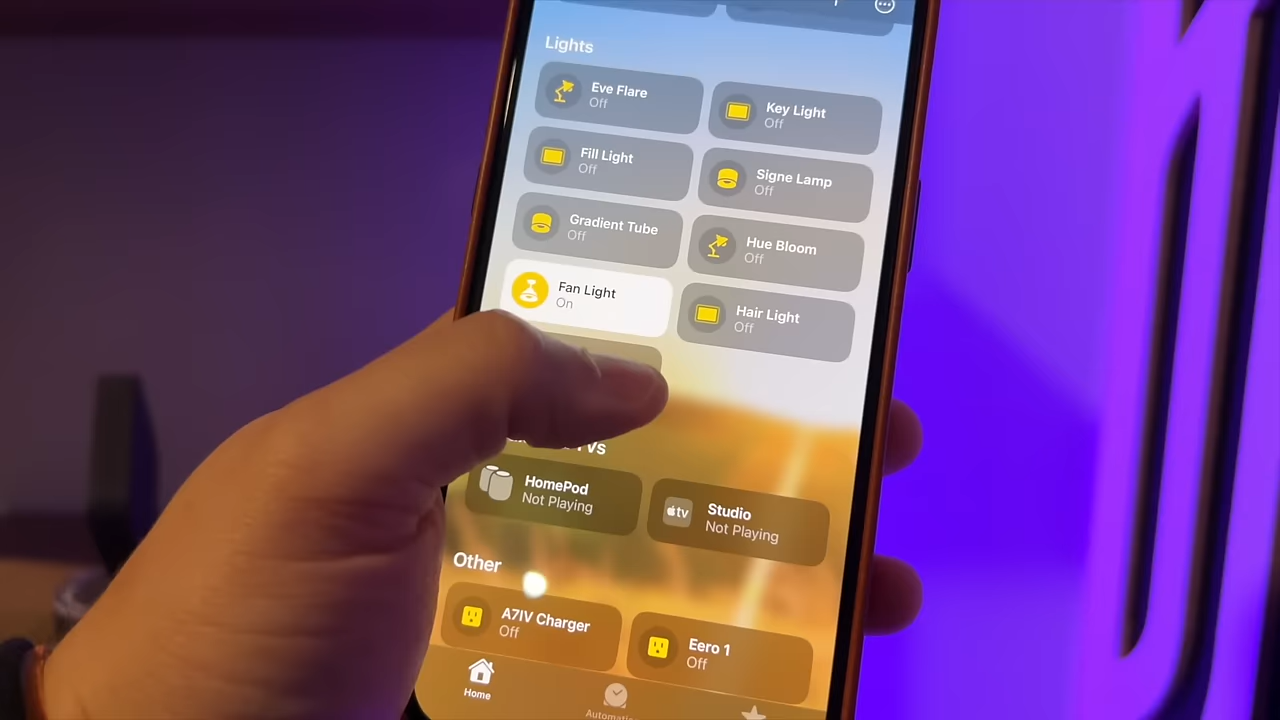 Lights
Eve Flare
Off
Key Light
Off
Fill Light
Off
Signe Lamp
Off
Gradient Tube
Off
Hue Bloom
Off
Fan Light
On
Hair Light
Off
TVs
HomePod
Not Playing
tv
Studio
Not Playing
Other
A7IV Charger
Off
Eero 1
Off
Home